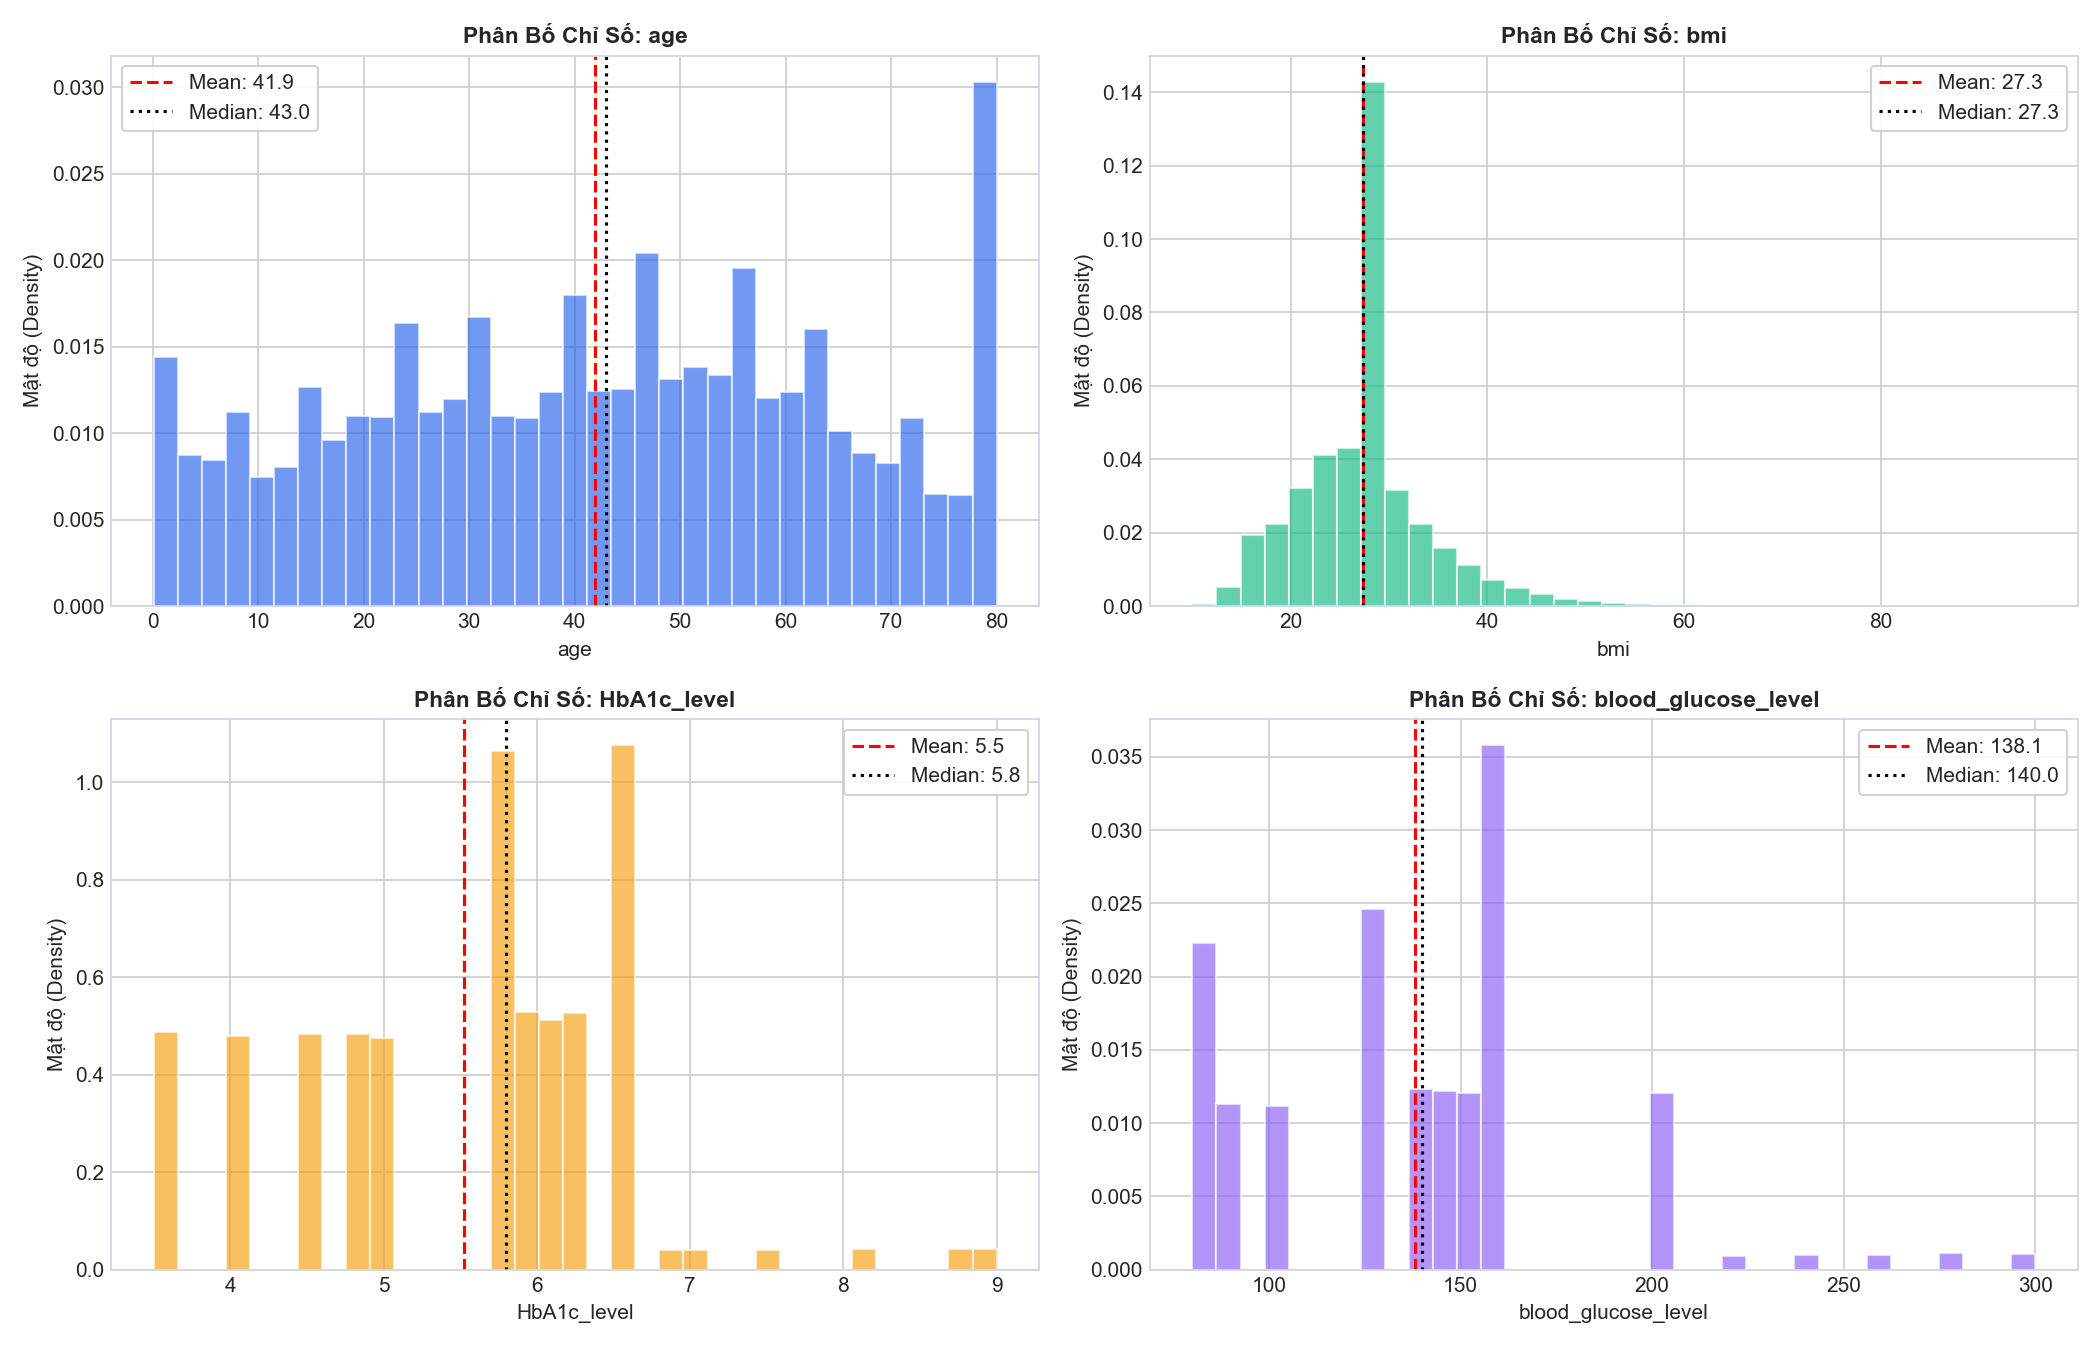 Phân Bố Chỉ Số: age
Mean: 41.9
Median: 43.0
Mật độ (Density)
0.030
0.025
0.020
0.015
0.010
0.005
0.000
0 10 20 30 40 50 60 70 80
age
Phân Bố Chỉ Số: bmi
Mean: 27.3
Median: 27.3
Mật độ (Density)
0.14
0.12
0.10
0.08
0.06
0.04
0.02
0.00
20 40 60 80
bmi
Phân Bố Chỉ Số: HbA1c_level
Mean: 5.5
Median: 5.8
Mật độ (Density)
1.0
0.8
0.6
0.4
0.2
0.0
4 5 6 7 8 9
HbA1c_level
Phân Bố Chỉ Số: blood_glucose_level
Mean: 138.1
Median: 140.0
Mật độ (Density)
0.035
0.030
0.025
0.020
0.015
0.010
0.005
0.000
100 150 200 250 300
blood_glucose_level